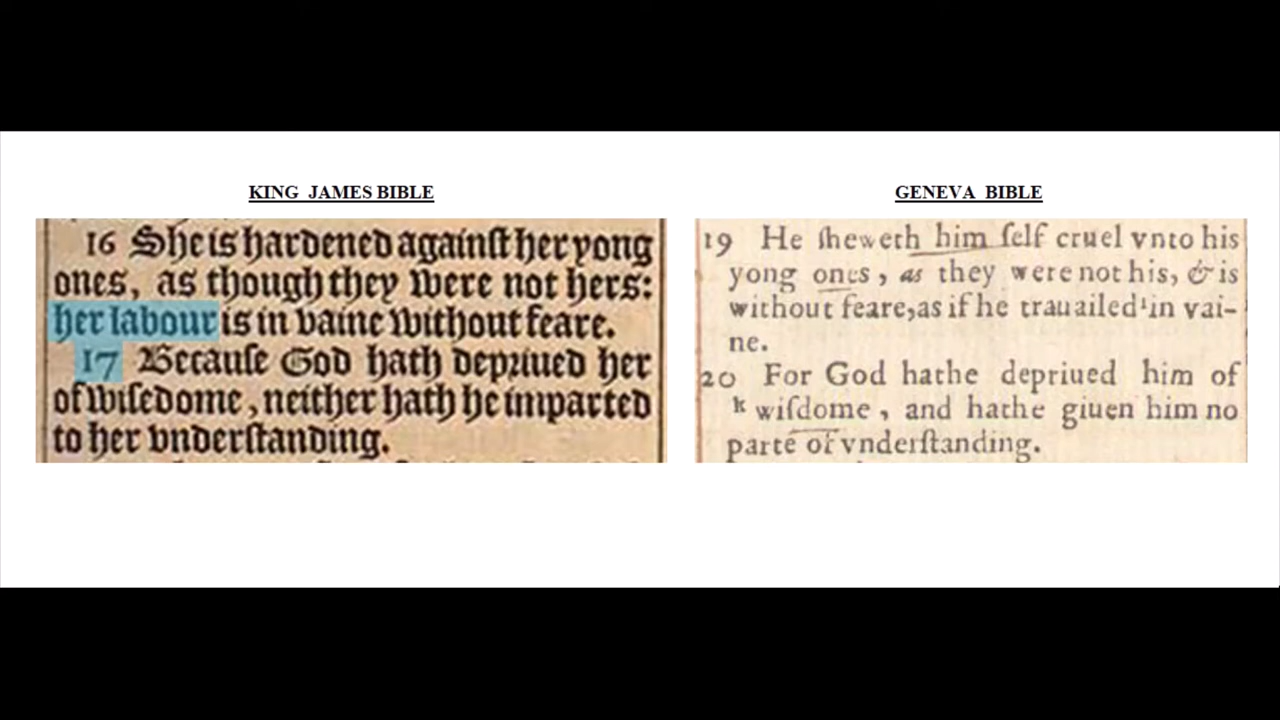 KING JAMES BIBLE
16 She is hardened against her yong
ones, as though they were not hers:
her labour is in vaine without feare.
17 Because God hath depriued her
of wisedome, neither hath he imparted
to her vnderstanding.
GENEVA BIBLE
19 He ſheweth him ſelf cruel vnto his
yong ones, as they were not his, & is
without feare, as if he trauailed i in vai-
ne.
20 For God hathe depriued him of
k wiſdome, and hathe giuen him no
parte of vnderſtanding.